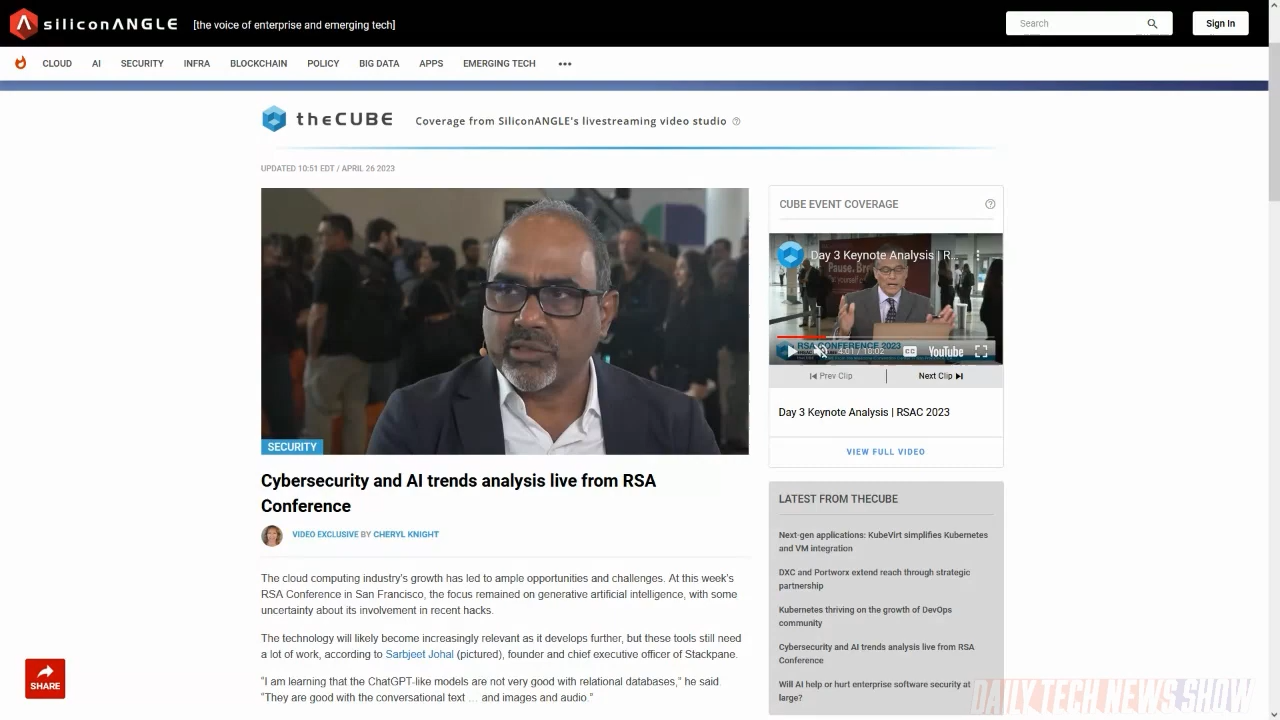 siliconANGLE
[the voice of enterprise and emerging tech]
Search
Sign In
CLOUD AI SECURITY INFRA BLOCKCHAIN POLICY BIG DATA APPS EMERGING TECH
theCUBE
Coverage from SiliconANGLE's livestreaming video studio
UPDATED 10:51 EDT / APRIL 26 2023
SECURITY
Cybersecurity and AI trends analysis live from RSA
Conference
VIDEO EXCLUSIVE BY CHERYL KNIGHT
The cloud computing industry's growth has led to ample opportunities and challenges. At this week's
RSA Conference in San Francisco, the focus remained on generative artificial intelligence, with some
uncertainty about its involvement in recent hacks.
The technology will likely become increasingly relevant as it develops further, but these tools still need
a lot of work, according to Sarbjeet Johal (pictured), founder and chief executive officer of Stackpane.
"I am learning that the ChatGPT-like models are not very good with relational databases," he said.
"They are good with the conversational text … and images and audio."
SHARE
CUBE EVENT COVERAGE
Day 3 Keynote Analysis | R...
Pause.
RSA CONFERENCE 2023
4:01 / 16:02
CC
YouTube
Prev Clip
Next Clip
Day 3 Keynote Analysis | RSAC 2023
VIEW FULL VIDEO
LATEST FROM THECUBE
Next-gen applications: KubeVirt simplifies Kubernetes
and VM integration
DXC and Portworx extend reach through strategic
partnership
Kubernetes thriving on the growth of DevOps
community
Cybersecurity and AI trends analysis live from RSA
Conference
Will AI help or hurt enterprise software security at
large?
DAILY TECH NEWS SHOW